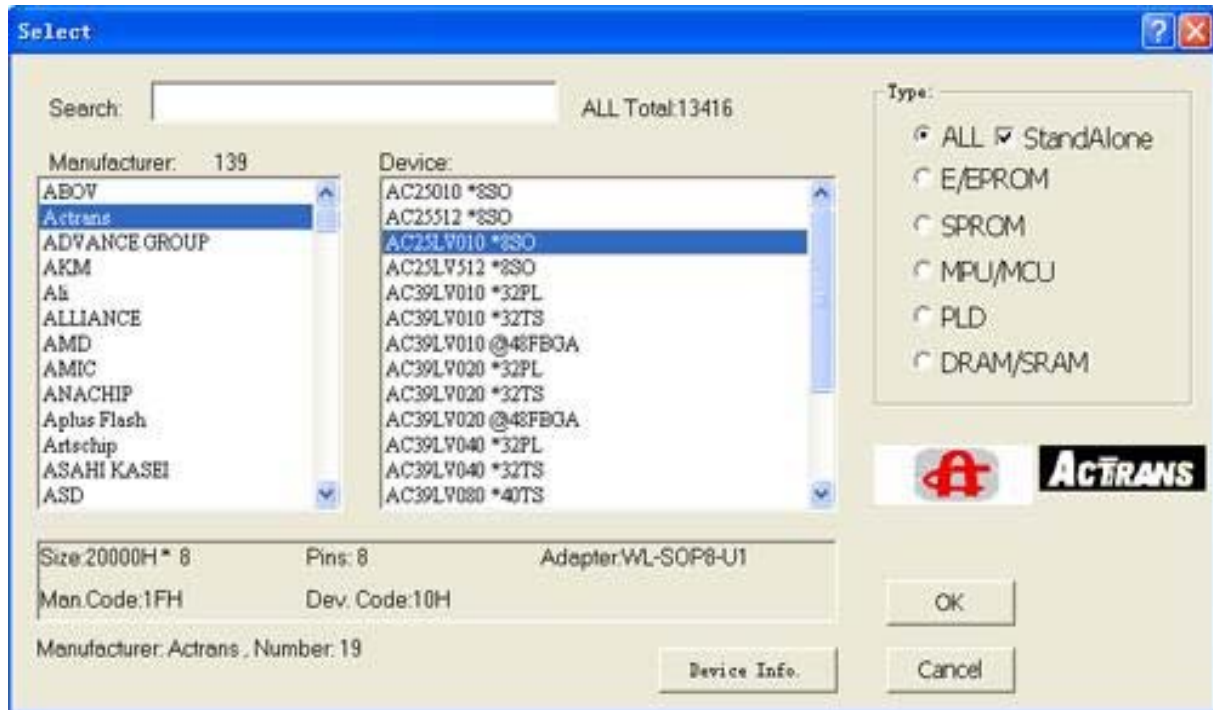 Select
Search:
ALL Total:13416
Manufacturer: 139
ABOV
Actrans
ADVANCE GROUP
AKM
Ali
ALLIANCE
AMD
AMIC
ANACHIP
Aplus Flash
Artschip
ASAHI KASEI
ASD
Device:
AC25010 *8SO
AC25512 *8SO
AC25LV010 *8SO
AC25LV512 *8SO
AC39LV010 *32PL
AC39LV010 *32TS
AC39LV010 @48FBGA
AC39LV020 *32PL
AC39LV020 *32TS
AC39LV020 @48FBGA
AC39LV040 *32PL
AC39LV040 *32TS
AC39LV080 *40TS
Type:
ALL StandAlone
E/EPROM
SPROM
MPU/MCU
PLD
DRAM/SRAM
ACTRANS
Size:20000H * 8 Pins: 8 Adapter:WL-SOP8-U1
Man.Code:1FH Dev. Code:10H
Manufacturer: Actrans , Number: 19
Device Info.
OK
Cancel